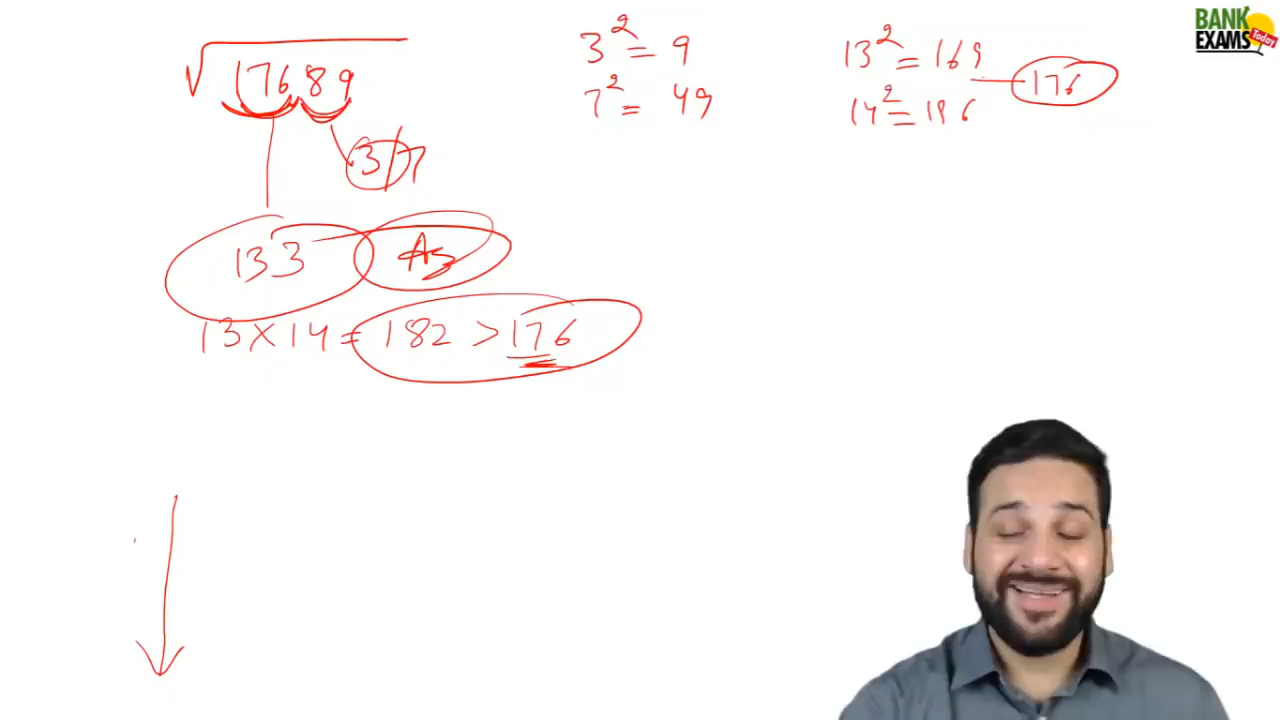 √17689
3² = 9
7² = 49
13² = 169
14² = 196
176
3/7
133
13 × 14 = 182 > 176
BANK
EXAMS Today